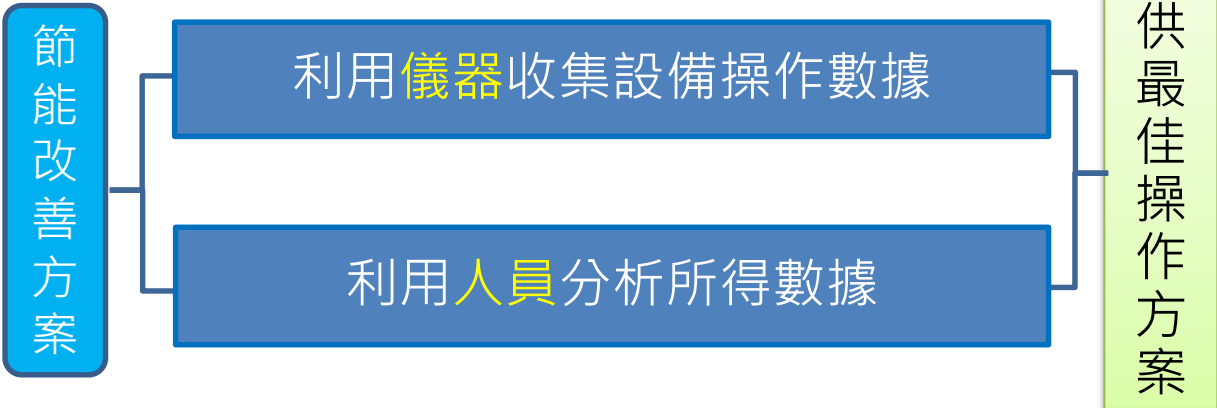 節能改善方案
利用儀器收集設備操作數據
利用人員分析所得數據
供最佳操作方案